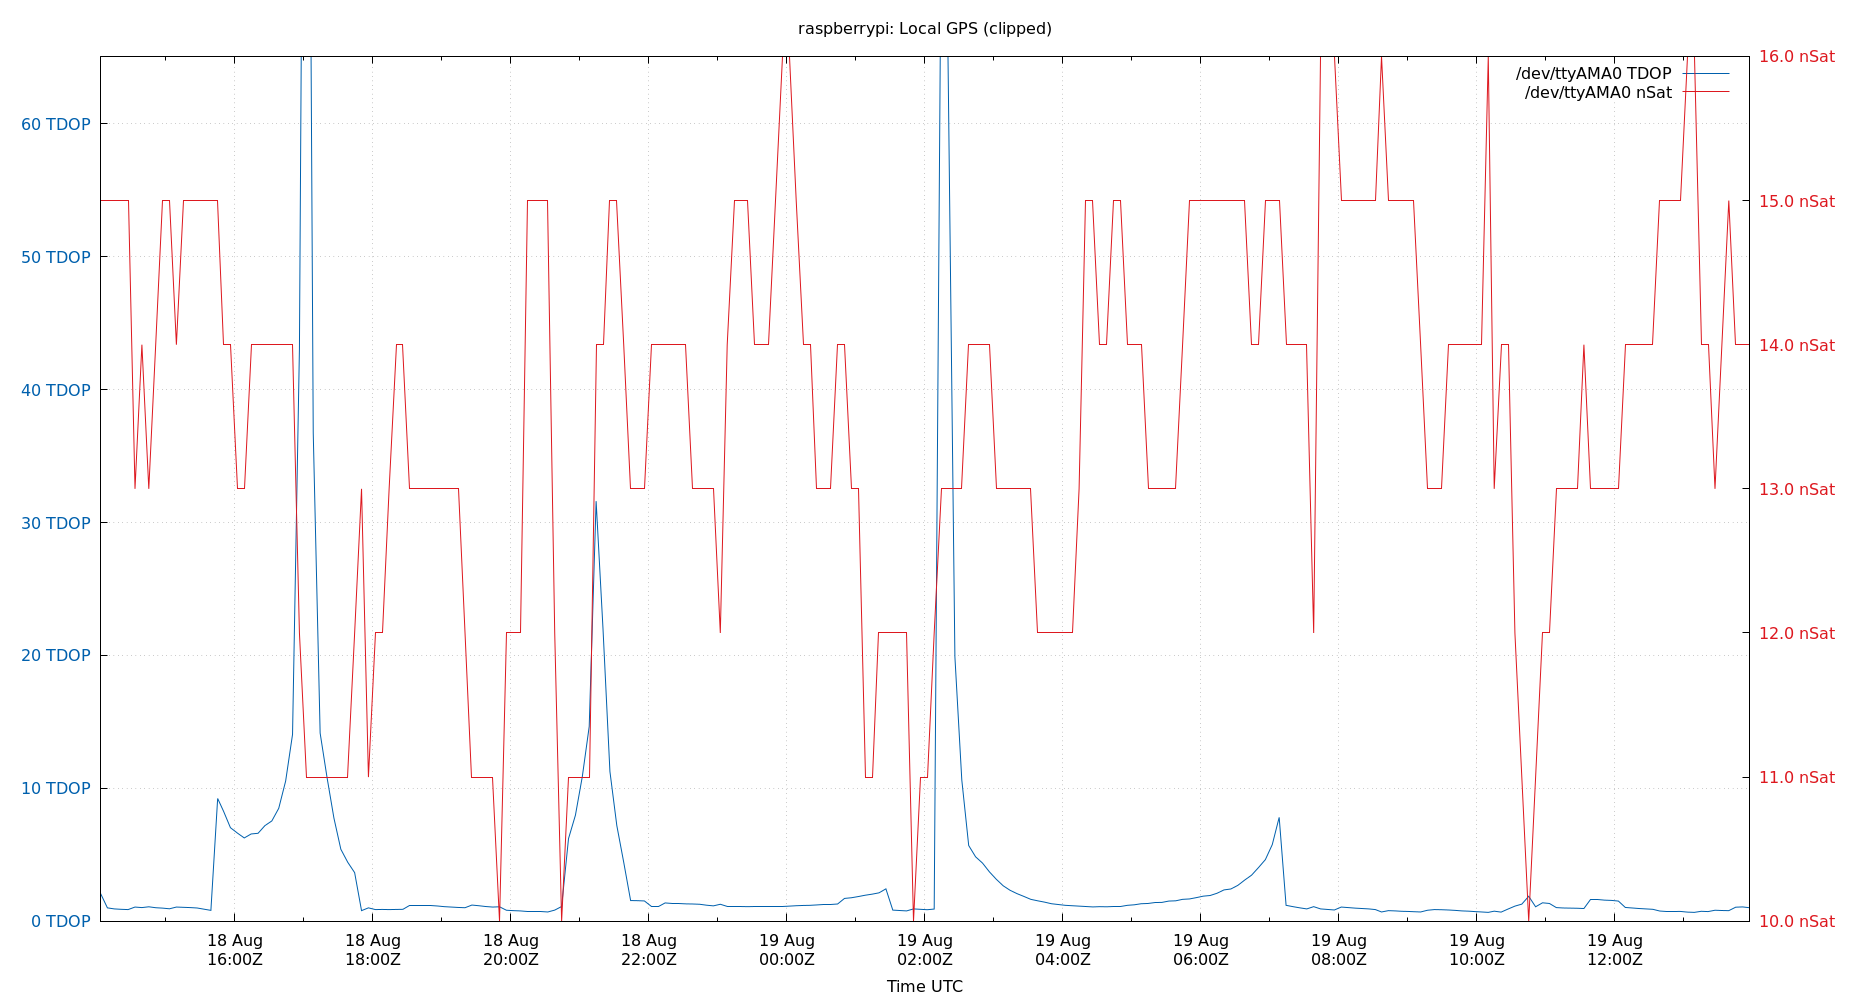 raspberrypi: Local GPS (clipped)
16.0 nSat
/dev/ttyAMA0 TDOP
/dev/ttyAMA0 nSat
60 TDOP
15.0 nSat
50 TDOP
14.0 nSat
40 TDOP
13.0 nSat
30 TDOP
12.0 nSat
20 TDOP
11.0 nSat
10 TDOP
0 TDOP
10.0 nSat
18 Aug 18 Aug 18 Aug 18 Aug 19 Aug 19 Aug 19 Aug 19 Aug 19 Aug 19 Aug 19 Aug
16:00Z 18:00Z 20:00Z 22:00Z 00:00Z 02:00Z 04:00Z 06:00Z 08:00Z 10:00Z 12:00Z
Time UTC